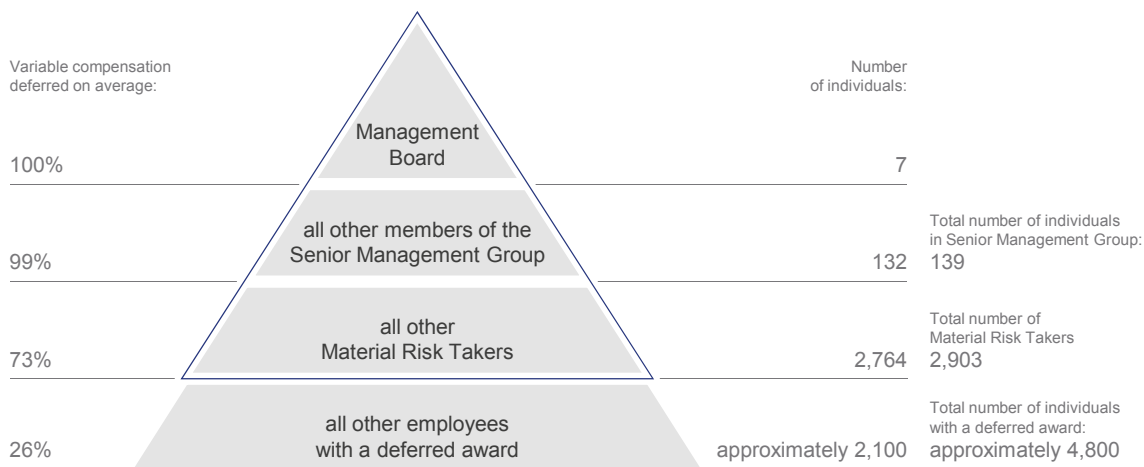 Variable compensation
deferred on average:
Number
of individuals:
Management
Board
100%
7
all other members of the
Senior Management Group
99%
132
Total number of individuals
in Senior Management Group:
139
all other
Material Risk Takers
73%
2,764
Total number of
Material Risk Takers
2,903
all other employees
with a deferred award
26%
approximately 2,100
Total number of individuals
with a deferred award:
approximately 4,800